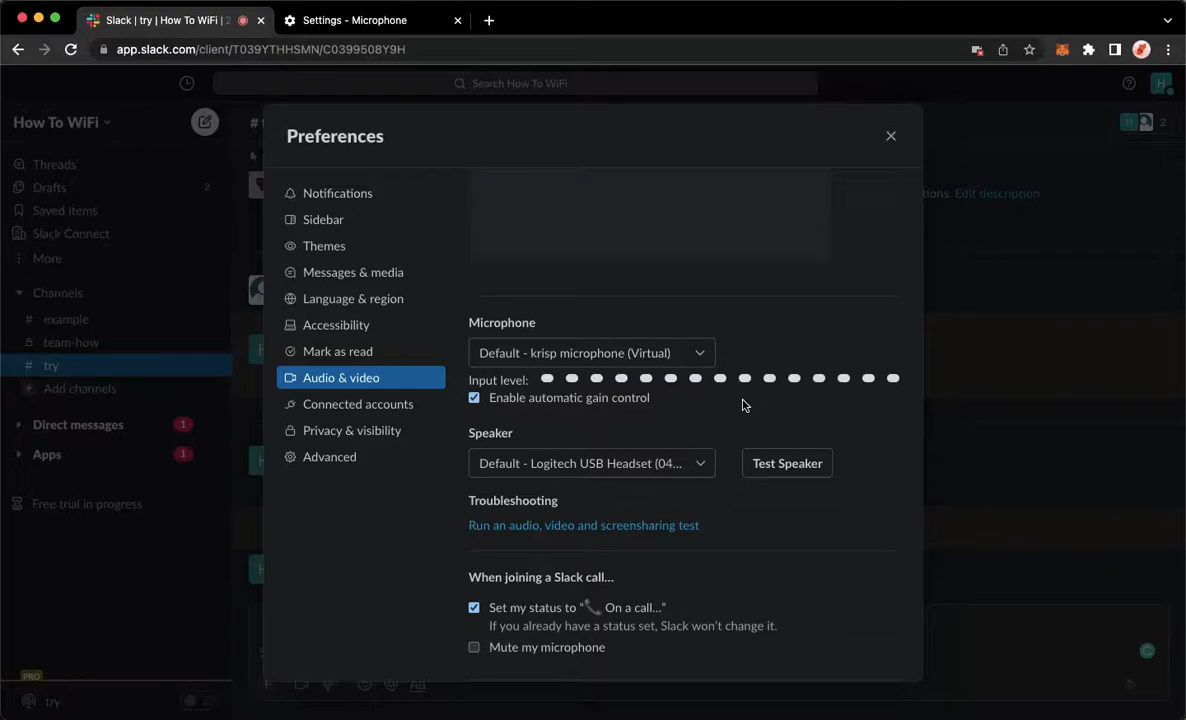 Slack | try | How To WiFi | 2
Settings - Microphone
app.slack.com/client/T039YTHHSMN/C0399508Y9H
Search How To WiFi
H
How To WiFi
#
H
2
Preferences
Threads
Drafts
2
Saved items
Slack Connect
More
Channels
# example
team-how
# try
Add channels
Direct messages
1
Apps
1
Free trial in progress
PRO
try
Notifications
Sidebar
Themes
Messages & media
Language & region
Accessibility
Mark as read
Audio & video
Connected accounts
Privacy & visibility
Advanced
Edit description
Microphone
Default - krisp microphone (Virtual)
Input level:
Enable automatic gain control
Speaker
Default - Logitech USB Headset (04...
Test Speaker
Troubleshooting
Run an audio, video and screensharing test
When joining a Slack call...
Set my status to “📞 On a call...”
If you already have a status set, Slack won't change it.
Mute my microphone
Aa